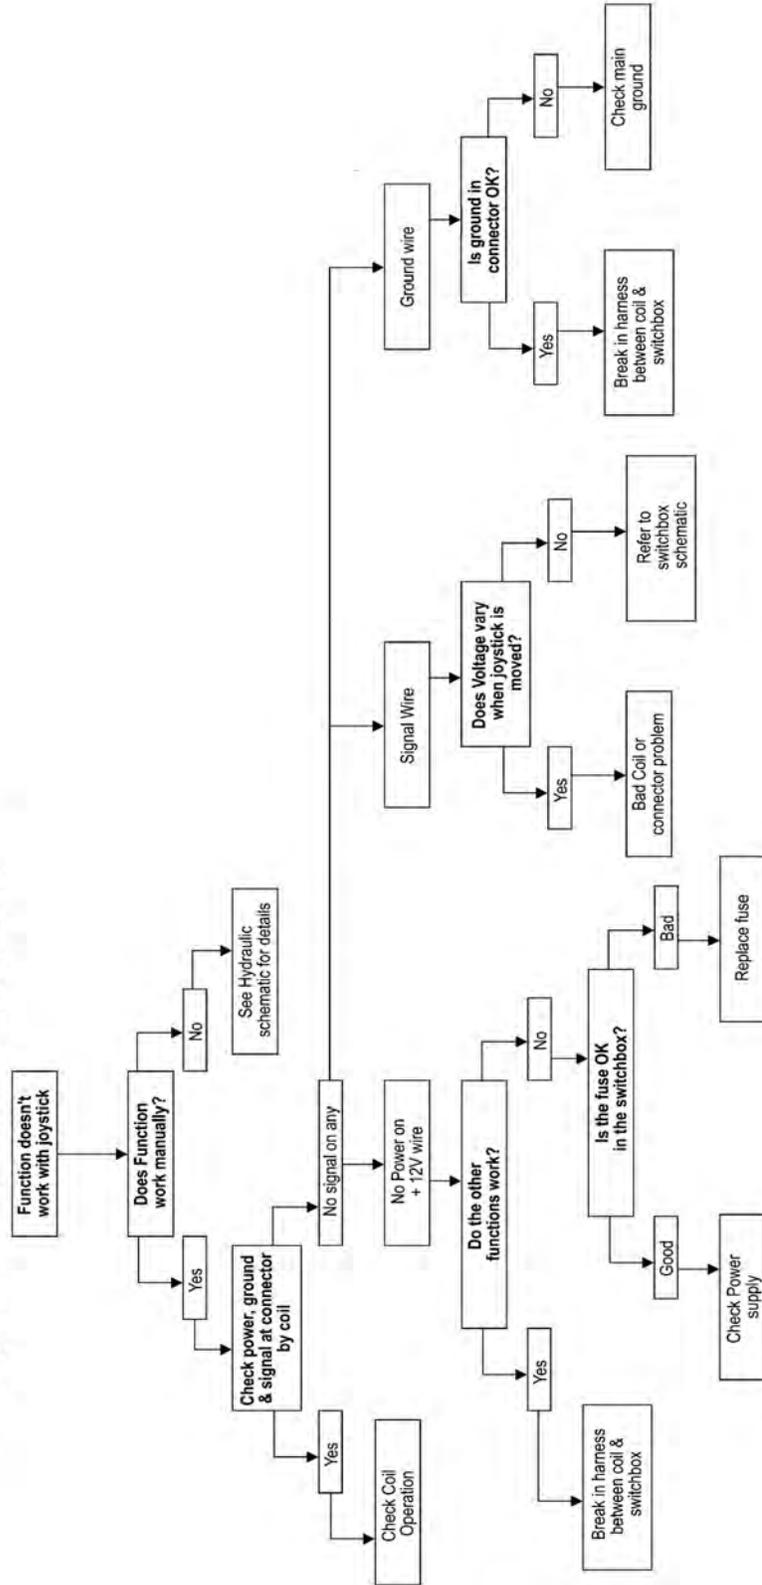 Function doesn't
work with joystick
Does Function
work manually?
Yes
No
See Hydraulic
schematic for details
Check power, ground
& signal at connector
by coil
Yes
Check Coil
Operation
No signal on any
No Power on
+ 12V wire
Do the other
functions work?
Yes
Break in harness
between coil &
switchbox
No
Is the fuse OK
in the switchbox?
Good
Check Power
supply
Bad
Replace fuse
Signal Wire
Does Voltage vary
when joystick is
moved?
Yes
Bad Coil or
connector problem
No
Refer to
switchbox
schematic
Ground wire
Is ground in
connector OK?
Yes
Break in harness
between coil &
switchbox
No
Check main
ground